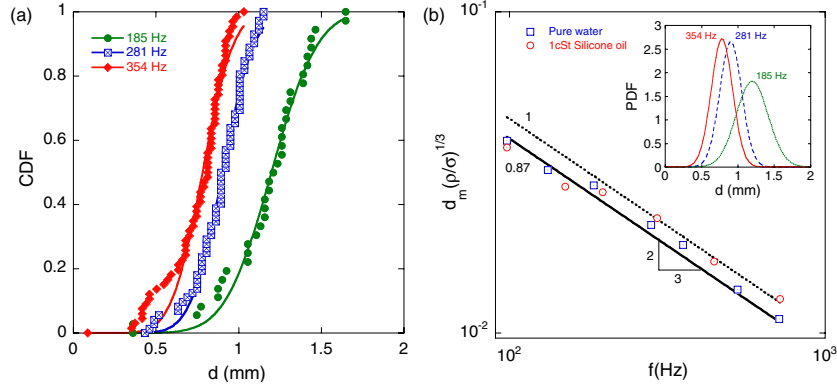 (a)
185 Hz
281 Hz
354 Hz
CDF
1
0.8
0.6
0.4
0.2
0
0 0.5 1 1.5 2
d (mm)
(b)
Pure water
1cSt Silicone oil
d_m(ρ/σ)^1/3
10^-1
10^-2
1
0.87
2
3
10^2 10^3
f(Hz)
354 Hz
281 Hz
185 Hz
PDF
3
2.5
2
1.5
1
0.5
0
0 0.5 1 1.5 2
d (mm)